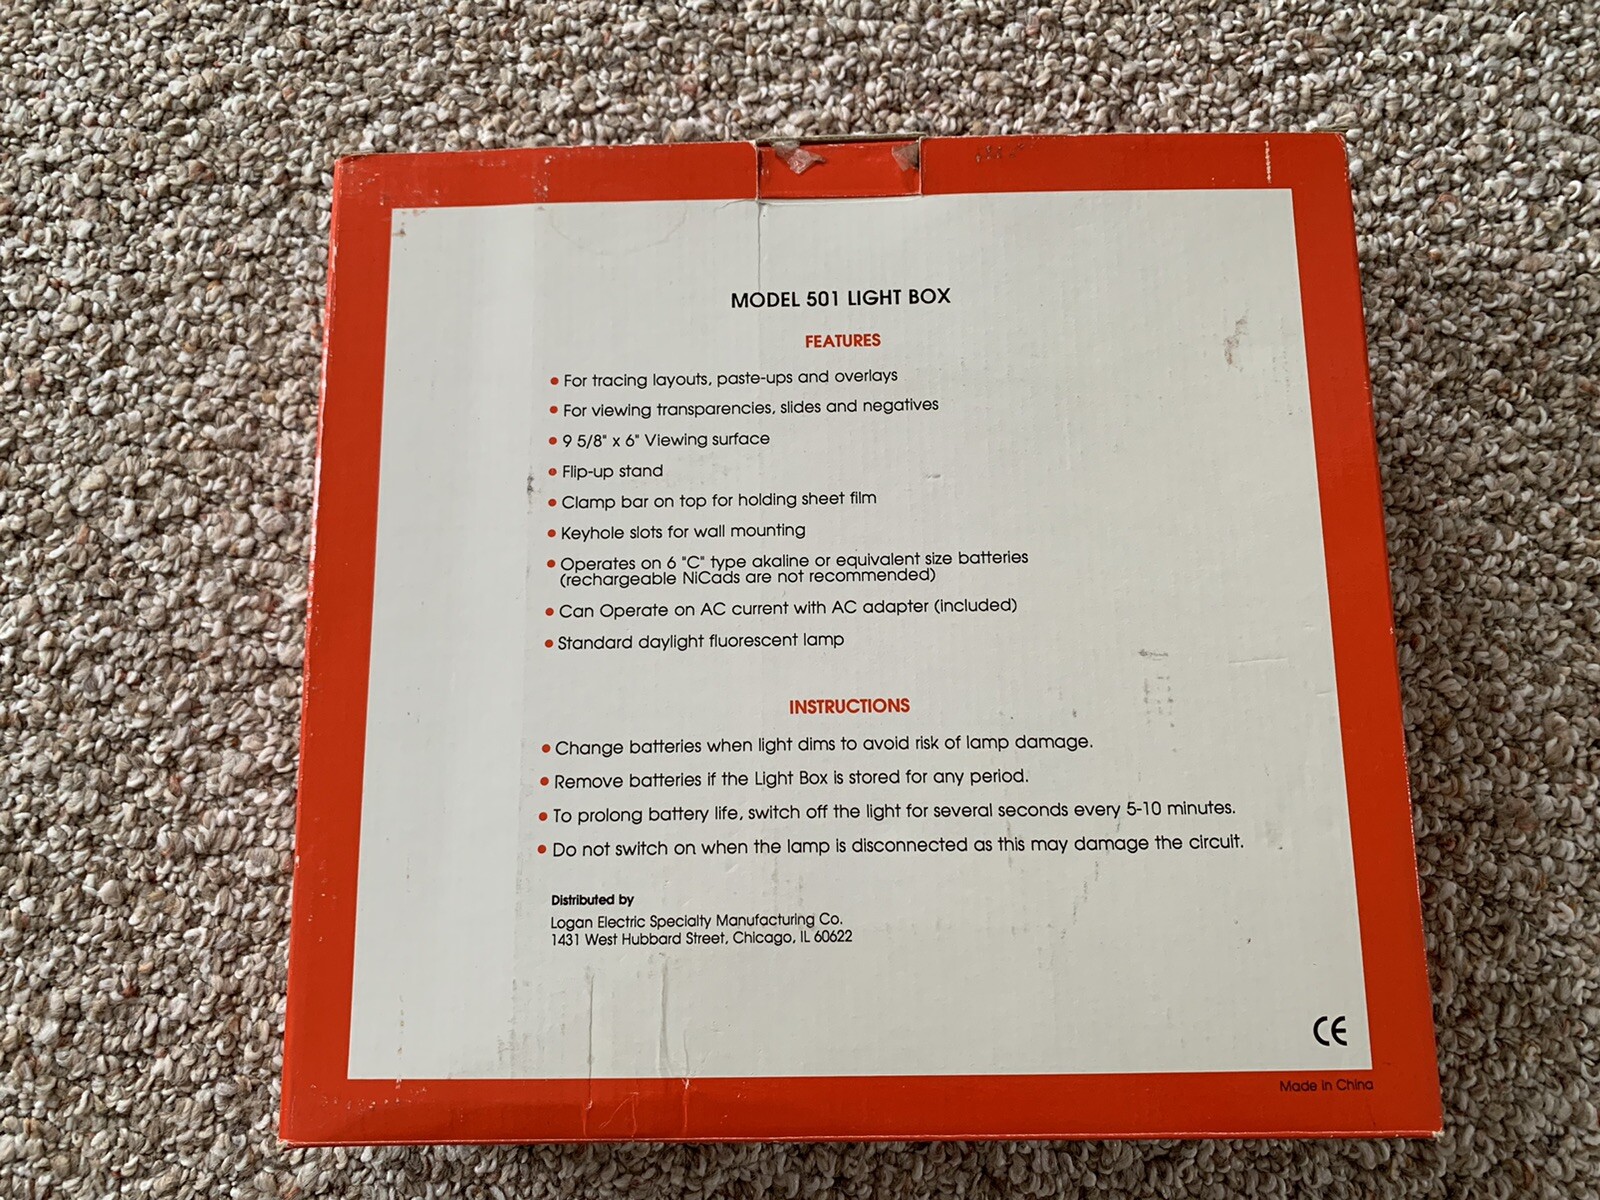 MODEL 501 LIGHT BOX
FEATURES
• For tracing layouts, paste-ups and overlays
• For viewing transparencies, slides and negatives
• 9 5/8" x 6" Viewing surface
• Flip-up stand
• Clamp bar on top for holding sheet film
• Keyhole slots for wall mounting
• Operates on 6 "C" type akaline or equivalent size batteries
(rechargeable NiCads are not recommended)
• Can Operate on AC current with AC adapter (included)
• Standard daylight fluorescent lamp
INSTRUCTIONS
• Change batteries when light dims to avoid risk of lamp damage.
• Remove batteries if the Light Box is stored for any period.
• To prolong battery life, switch off the light for several seconds every 5-10 minutes.
• Do not switch on when the lamp is disconnected as this may damage the circuit.
Distributed by
Logan Electric Specialty Manufacturing Co.
1431 West Hubbard Street, Chicago, IL 60622
CE
Made in China